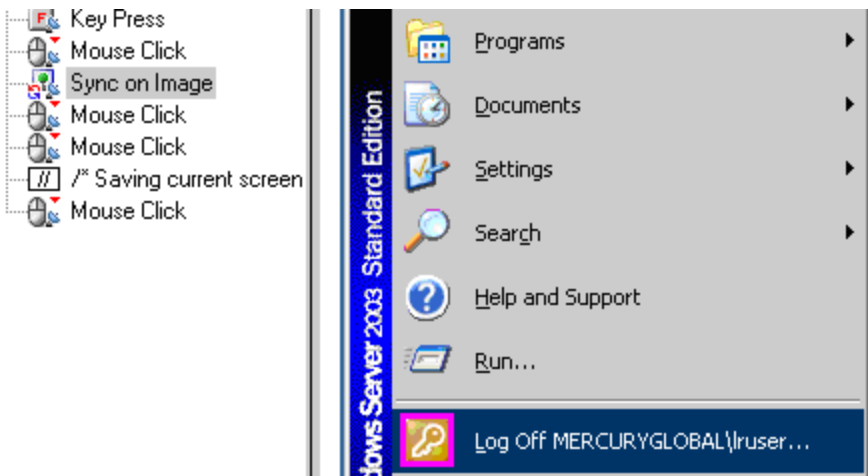 Key Press
Mouse Click
Sync on Image
Mouse Click
Mouse Click
// /* Saving current screen
Mouse Click
dows Server 2003 Standard Edition
Programs
Documents
Settings
Search
Help and Support
Run...
Log Off MERCURYGLOBAL\lruser...